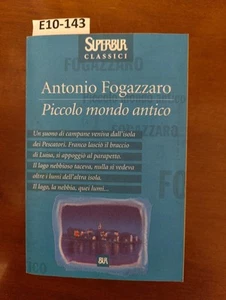 E10-143
SUPERBUR
CLASSICI
FOGAZZARO
Antonio Fogazzaro
Piccolo mondo antico
Un suono di campane veniva dall'isola
dei Pescatori. Franco lasciò il braccio
di Luisa, si appoggiò al parapetto.
Il lago nebbioso taceva, nulla si vedeva
oltre i lumi dell'altra isola.
Il lago, la nebbia, quei lumi...
BUR